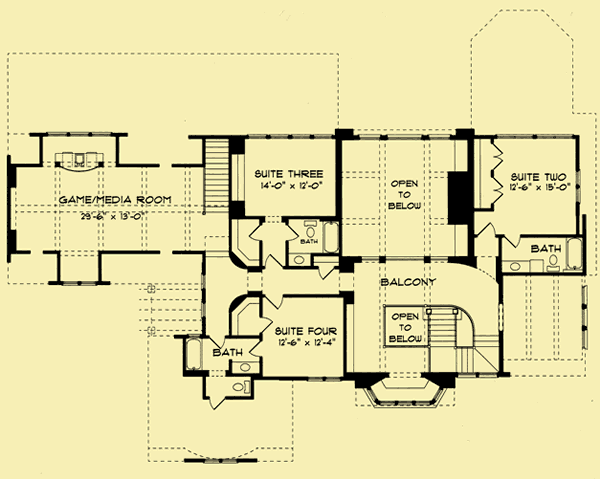 SUITE THREE
14'-0" x 12'-0"
SUITE TWO
12'-6" x 15'-0"
OPEN
TO
BELOW
GAME/MEDIA ROOM
29'-6" x 13'-0"
BATH
BATH
BALCONY
OPEN
TO
BELOW
SUITE FOUR
12'-6" x 12'-4"
BATH